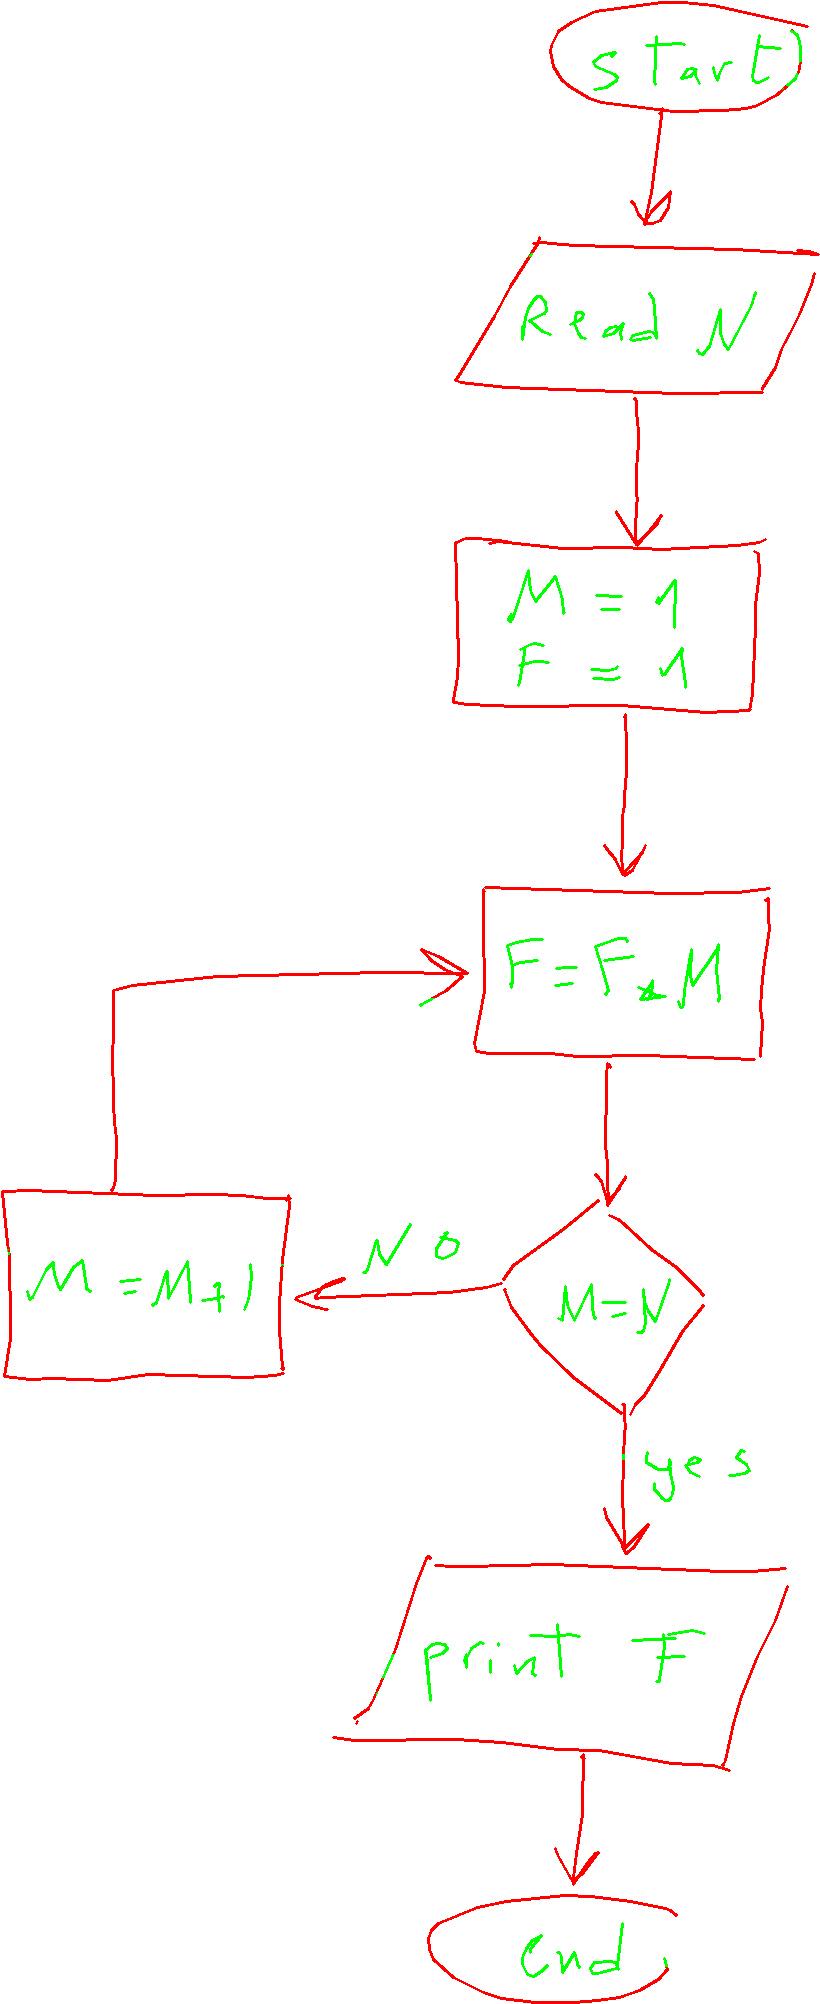 start
Read N
M = 1
F = 1
F = F * M
M = N
NO
M = M + 1
yes
print F
end